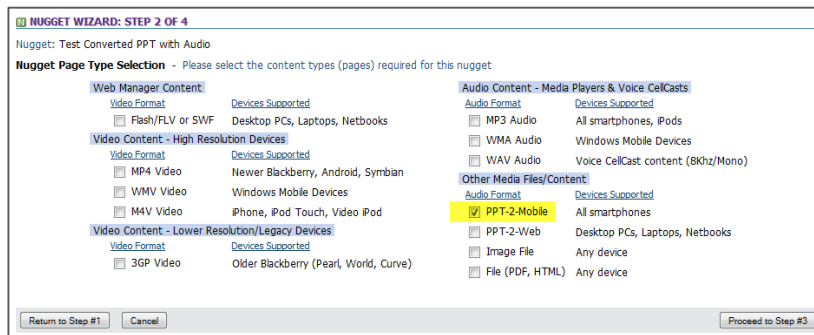 N NUGGET WIZARD: STEP 2 OF 4
Nugget: Test Converted PPT with Audio
Nugget Page Type Selection - Please select the content types (pages) required for this nugget
Web Manager Content
Video Format Devices Supported
Flash/FLV or SWF Desktop PCs, Laptops, Netbooks
Video Content - High Resolution Devices
Video Format Devices Supported
MP4 Video Newer Blackberry, Android, Symbian
WMV Video Windows Mobile Devices
M4V Video iPhone, iPod Touch, Video iPod
Video Content - Lower Resolution/Legacy Devices
Video Format Devices Supported
3GP Video Older Blackberry (Pearl, World, Curve)
Audio Content - Media Players & Voice CellCasts
Audio Format Devices Supported
MP3 Audio All smartphones, iPods
WMA Audio Windows Mobile Devices
WAV Audio Voice CellCast content (8Khz/Mono)
Other Media Files/Content
Audio Format Devices Supported
PPT-2-Mobile All smartphones
PPT-2-Web Desktop PCs, Laptops, Netbooks
Image File Any device
File (PDF, HTML) Any device
Return to Step #1 Cancel Proceed to Step #3